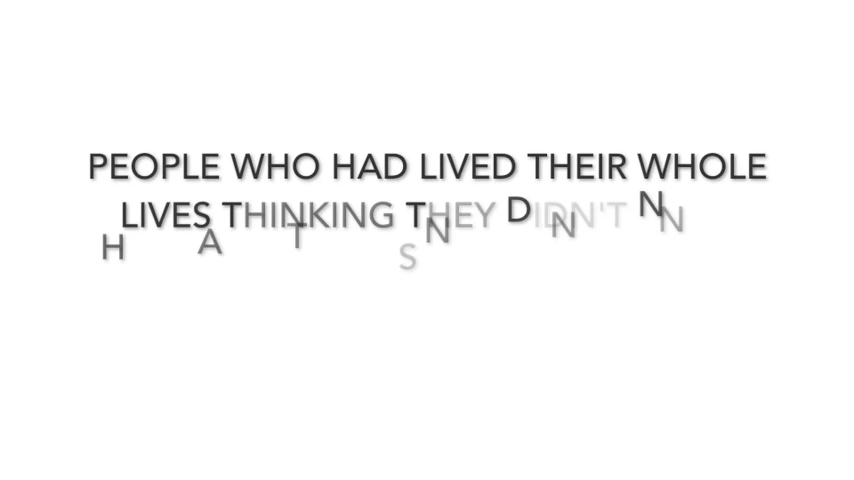 PEOPLE WHO HAD LIVED THEIR WHOLE
LIVES THINKING THEY DIDN'T